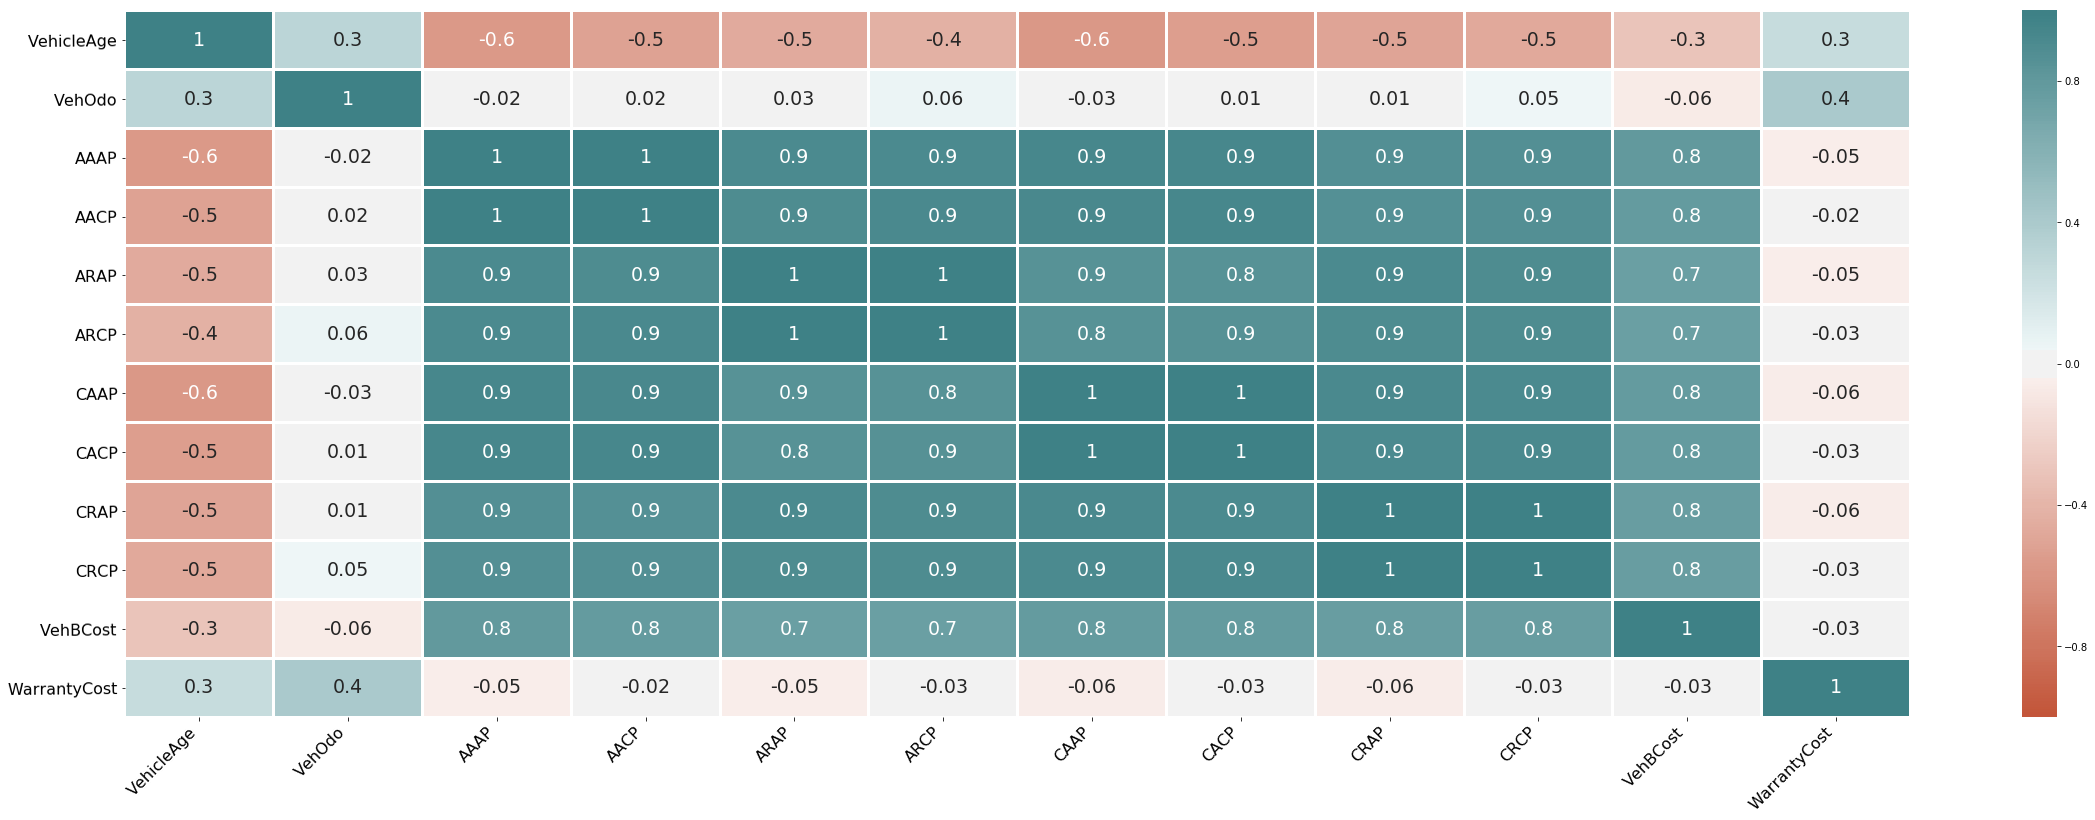 VehicleAge 1 0.3 -0.6 -0.5 -0.5 -0.4 -0.6 -0.5 -0.5 -0.5 -0.3 0.3
VehOdo 0.3 1 -0.02 0.02 0.03 0.06 -0.03 0.01 0.01 0.05 -0.06 0.4
AAAP -0.6 -0.02 1 1 0.9 0.9 0.9 0.9 0.9 0.9 0.8 -0.05
AACP -0.5 0.02 1 1 0.9 0.9 0.9 0.9 0.9 0.9 0.8 -0.02
ARAP -0.5 0.03 0.9 0.9 1 1 0.9 0.8 0.9 0.9 0.7 -0.05
ARCP -0.4 0.06 0.9 0.9 1 1 0.8 0.9 0.9 0.9 0.7 -0.03
CAAP -0.6 -0.03 0.9 0.9 0.9 0.8 1 1 0.9 0.9 0.8 -0.06
CACP -0.5 0.01 0.9 0.9 0.8 0.9 1 1 0.9 0.9 0.8 -0.03
CRAP -0.5 0.01 0.9 0.9 0.9 0.9 0.9 0.9 1 1 0.8 -0.06
CRCP -0.5 0.05 0.9 0.9 0.9 0.9 0.9 0.9 1 1 0.8 -0.03
VehBCost -0.3 -0.06 0.8 0.8 0.7 0.7 0.8 0.8 0.8 0.8 1 -0.03
WarrantyCost 0.3 0.4 -0.05 -0.02 -0.05 -0.03 -0.06 -0.03 -0.06 -0.03 -0.03 1
VehicleAge VehOdo AAAP AACP ARAP ARCP CAAP CACP CRAP CRCP VehBCost WarrantyCost
0.8
0.4
0.0
−0.4
−0.8